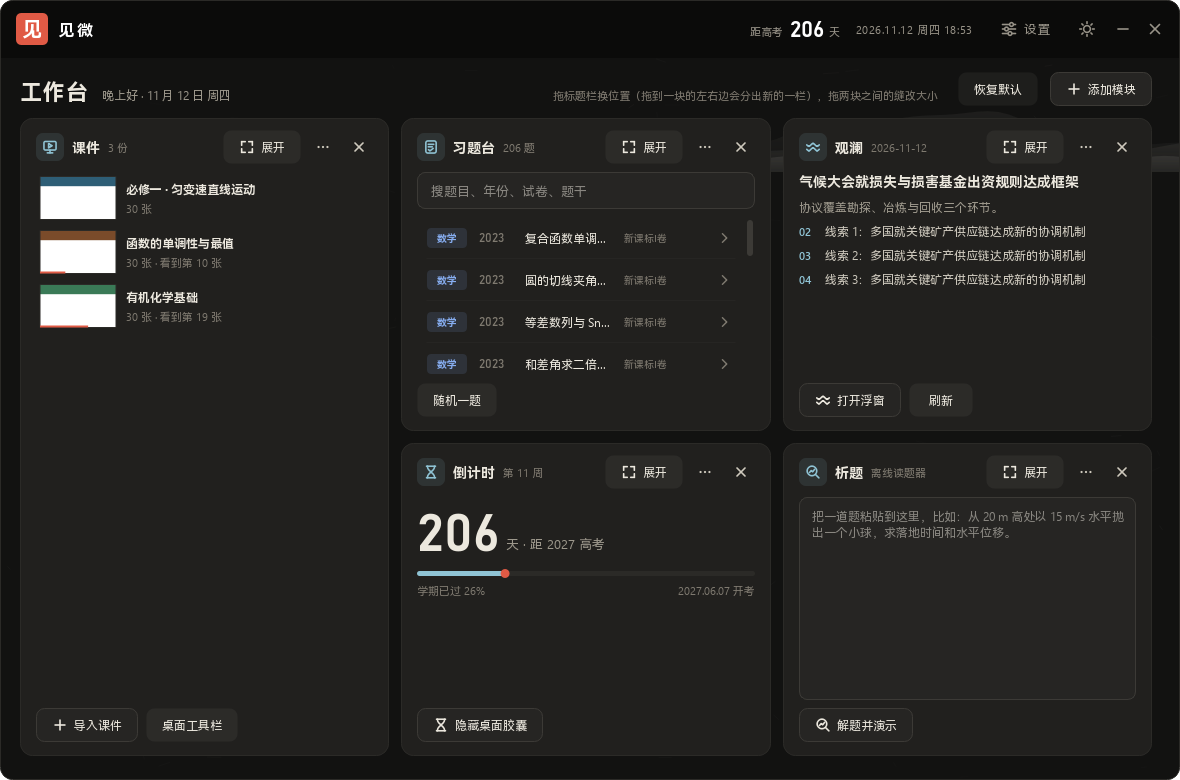 见 见微
距高考 206 天 2026.11.12 周四 18:53 设置
工作台 晚上好 · 11 月 12 日 周四
拖标题栏换位置（拖到一块的左右边会分出新的一栏），拖两块之间的缝改大小
恢复默认 添加模块
课件 3 份 展开
必修一 · 匀变速直线运动
30 张
函数的单调性与最值
30 张 · 看到第 10 张
有机化学基础
30 张 · 看到第 19 张
导入课件 桌面工具栏
习题台 206 题 展开
搜题目、年份、试卷、题干
数学 2023 复合函数单调... 新课标I卷
数学 2023 圆的切线夹角... 新课标I卷
数学 2023 等差数列与 Sn... 新课标I卷
数学 2023 和差角求二倍... 新课标I卷
随机一题
观澜 2026-11-12 展开
气候大会就损失与损害基金出资规则达成框架
协议覆盖勘探、冶炼与回收三个环节。
02 线索 1：多国就关键矿产供应链达成新的协调机制
03 线索 2：多国就关键矿产供应链达成新的协调机制
04 线索 3：多国就关键矿产供应链达成新的协调机制
打开浮窗 刷新
倒计时 第 11 周 展开
206 天 · 距 2027 高考
学期已过 26% 2027.06.07 开考
隐藏桌面胶囊
析题 离线读题器 展开
把一道题粘贴到这里，比如：从 20 m 高处以 15 m/s 水平抛
出一个小球，求落地时间和水平位移。
解题并演示